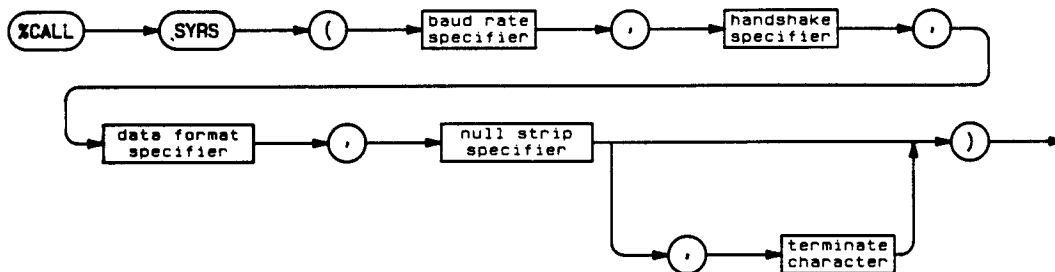 %CALL
.SYRS
(
baud rate
specifier
,
handshake
specifier
,
data format
specifier
,
null strip
specifier
)
,
terminate
character